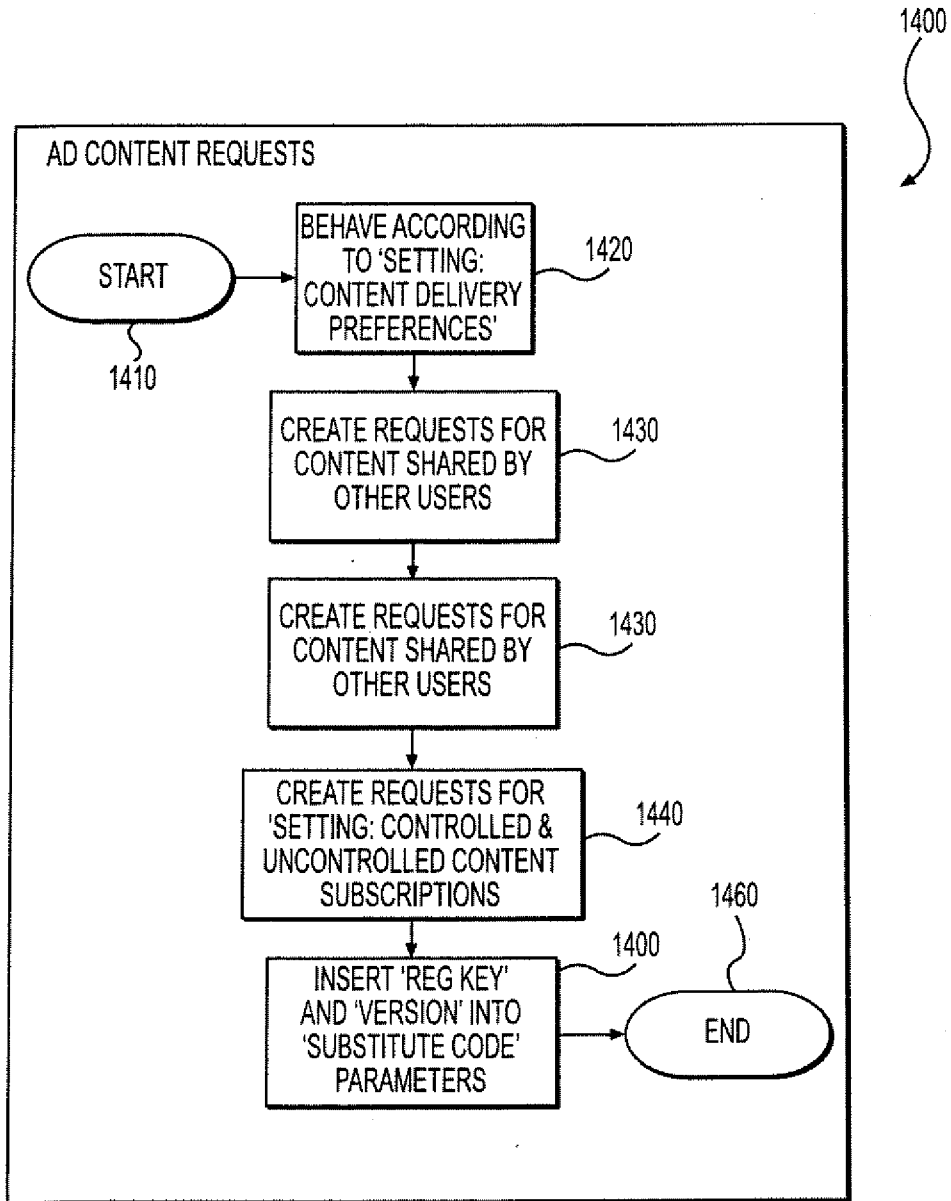 1400
AD CONTENT REQUESTS
START
1410
BEHAVE ACCORDING
TO 'SETTING:
CONTENT DELIVERY
PREFERENCES'
1420
CREATE REQUESTS FOR
CONTENT SHARED BY
OTHER USERS
1430
CREATE REQUESTS FOR
CONTENT SHARED BY
OTHER USERS
1430
CREATE REQUESTS FOR
'SETTING: CONTROLLED &
UNCONTROLLED CONTENT
SUBSCRIPTIONS
1440
INSERT 'REG KEY'
AND 'VERSION' INTO
'SUBSTITUTE CODE'
PARAMETERS
1400
END
1460